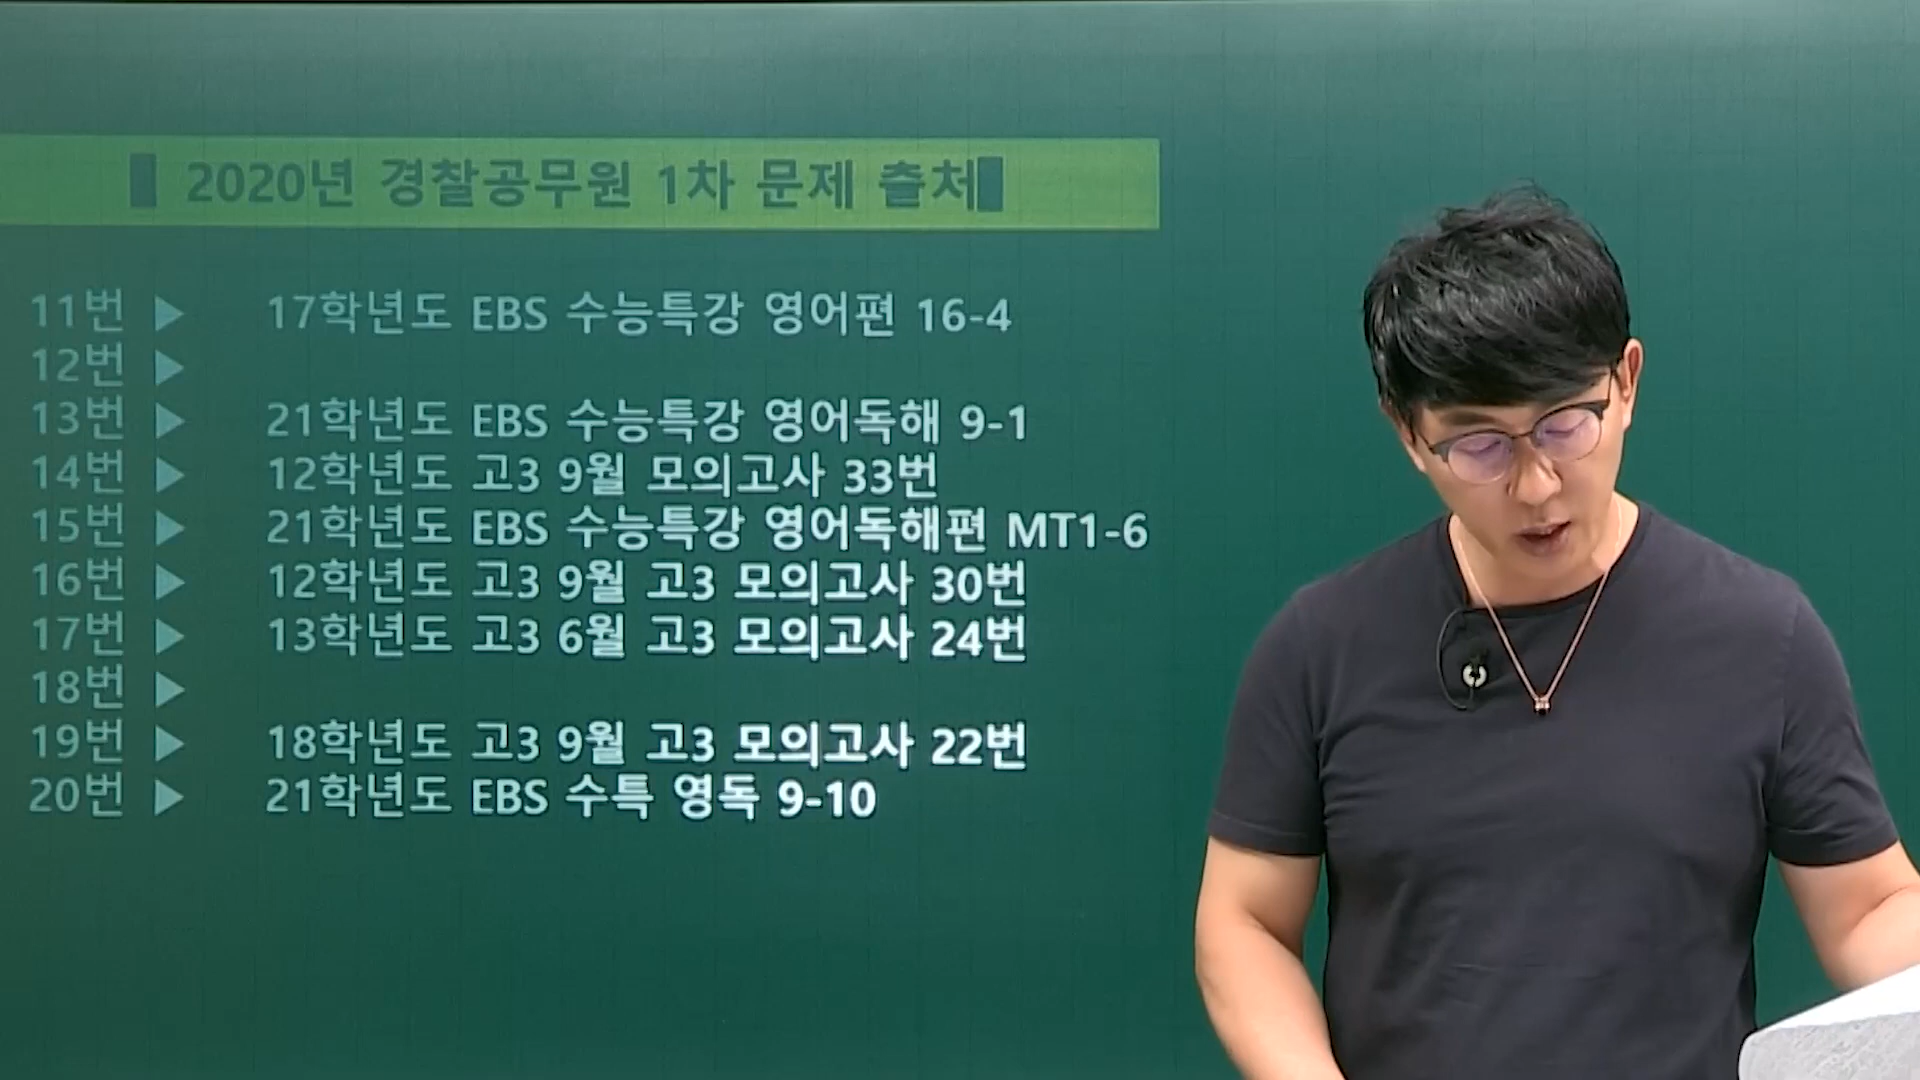 2020년 경찰공무원 1차 문제 출처
11번 ▶ 17학년도 EBS 수능특강 영어편 16-4
12번 ▶
13번 ▶ 21학년도 EBS 수능특강 영어독해 9-1
14번 ▶ 12학년도 고3 9월 모의고사 33번
15번 ▶ 21학년도 EBS 수능특강 영어독해편 MT1-6
16번 ▶ 12학년도 고3 9월 고3 모의고사 30번
17번 ▶ 13학년도 고3 6월 고3 모의고사 24번
18번 ▶
19번 ▶ 18학년도 고3 9월 고3 모의고사 22번
20번 ▶ 21학년도 EBS 수특 영독 9-10